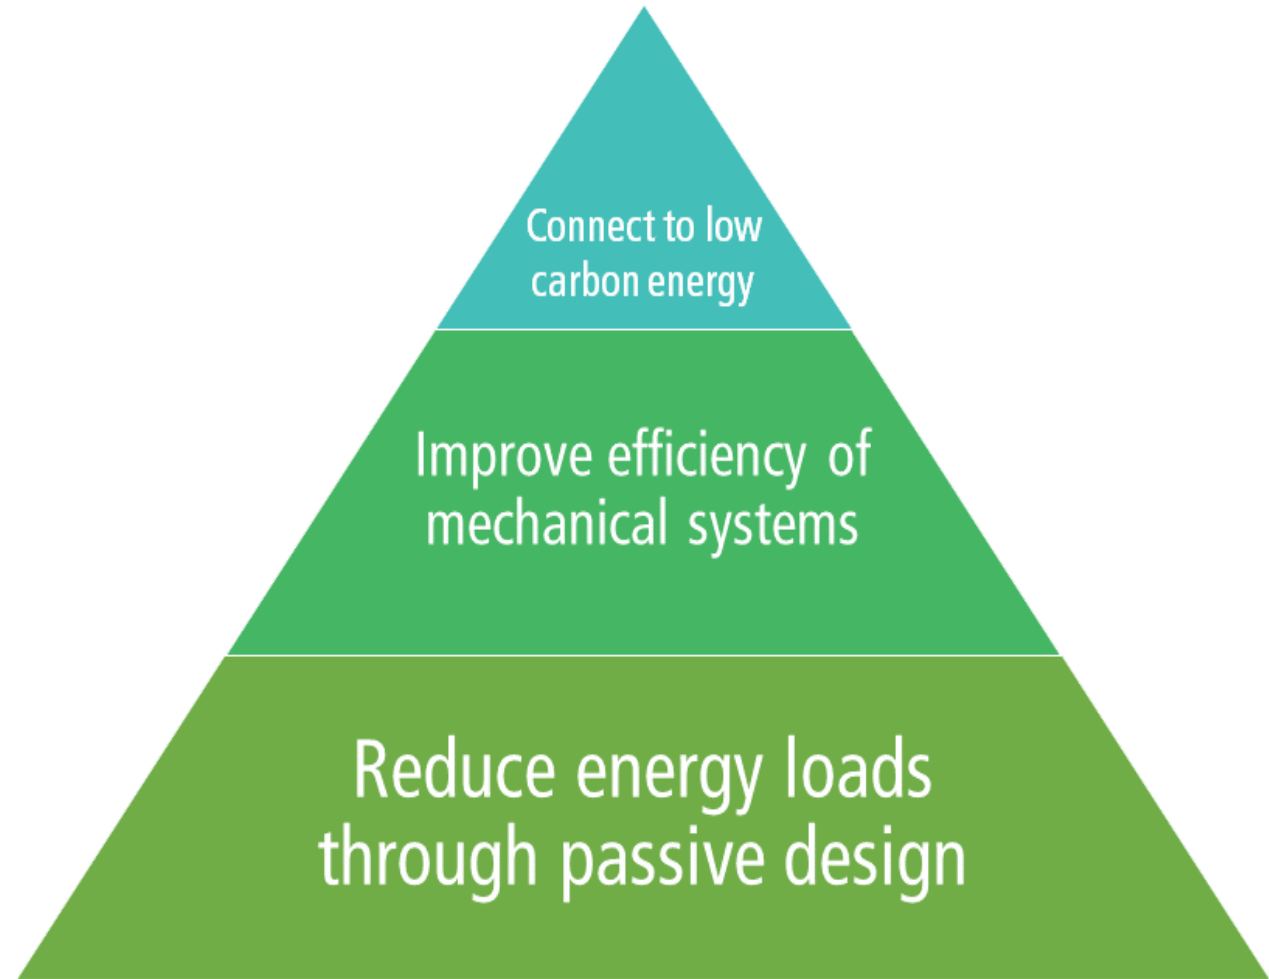 Connect to low
carbon energy
Improve efficiency of
mechanical systems
Reduce energy loads
through passive design